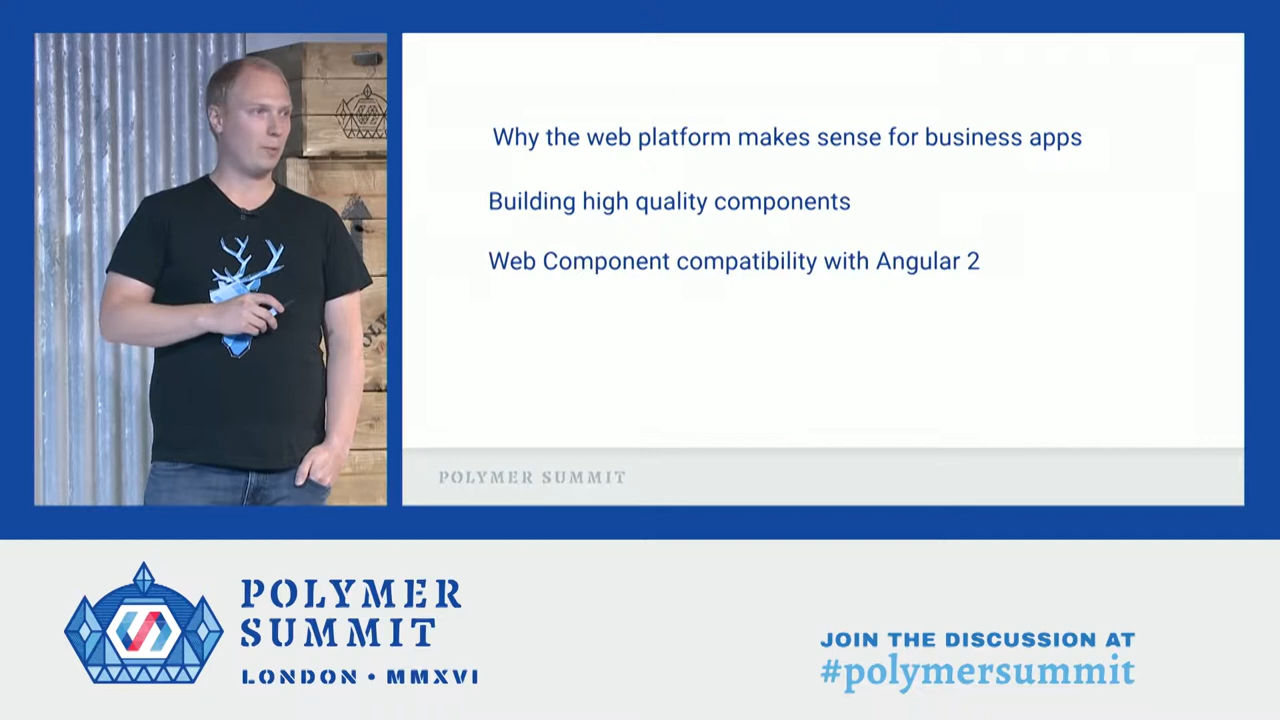 Why the web platform makes sense for business apps
Building high quality components
Web Component compatibility with Angular 2
POLYMER SUMMIT
POLYMER
SUMMIT
LONDON • MMXVI
JOIN THE DISCUSSION AT
#polymersummit